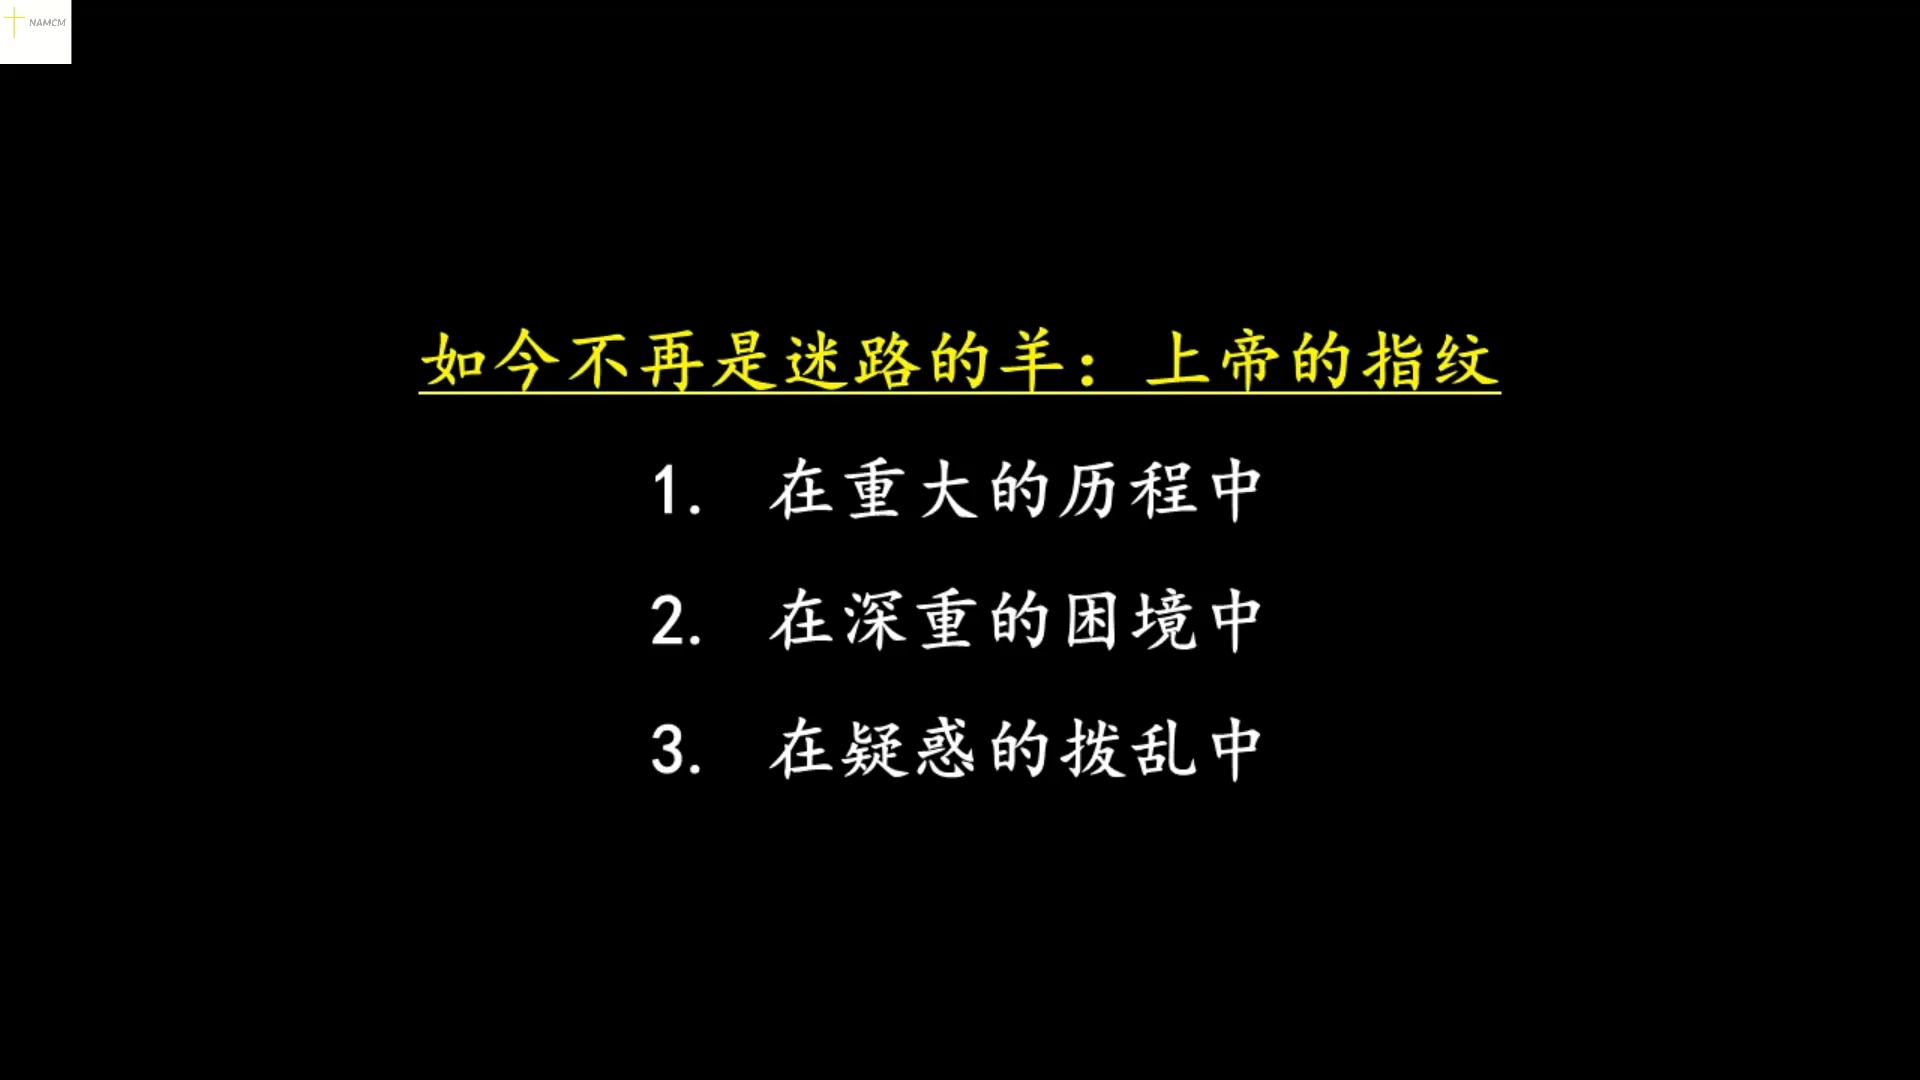 NAMCM
如今不再是迷路的羊：上帝的指纹
1. 在重大的历程中
2. 在深重的困境中
3. 在疑惑的拨乱中